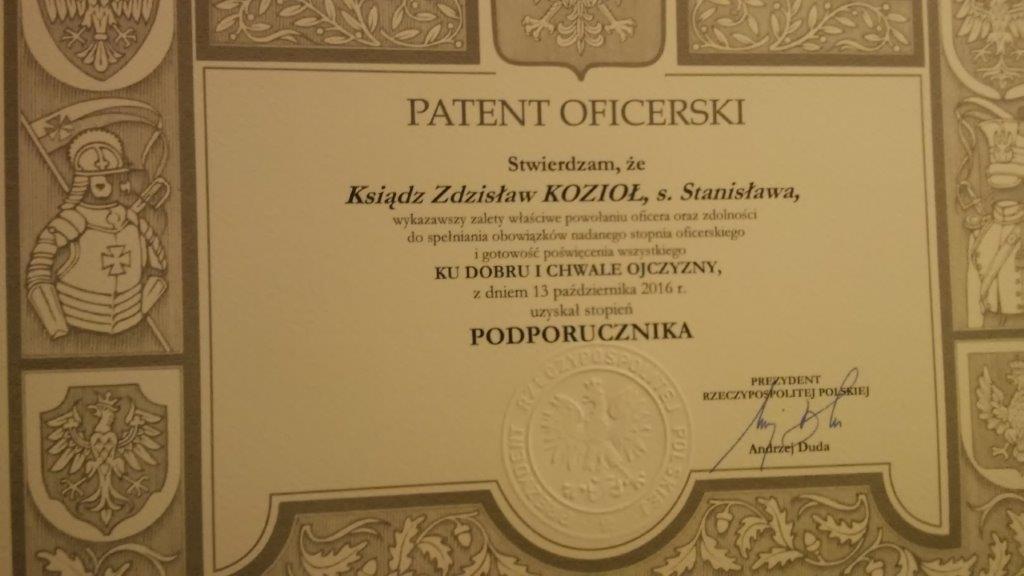 PATENT OFICERSKI
Stwierdzam, że
Ksiądz Zdzisław KOZIOŁ, s. Stanisława,
wykazawszy zalety właściwe powołaniu oficera oraz zdolności
do spełniania obowiązków nadanego stopnia oficerskiego
i gotowość poświęcenia wszystkiego
KU DOBRU I CHWALE OJCZYZNY,
z dniem 13 października 2016 r.
uzyskał stopień
PODPORUCZNIKA
RZECZYPOSPOLITEJ POLSKIEJ
PREZYDENT
RZECZYPOSPOLITEJ POLSKIEJ
Andrzej Duda